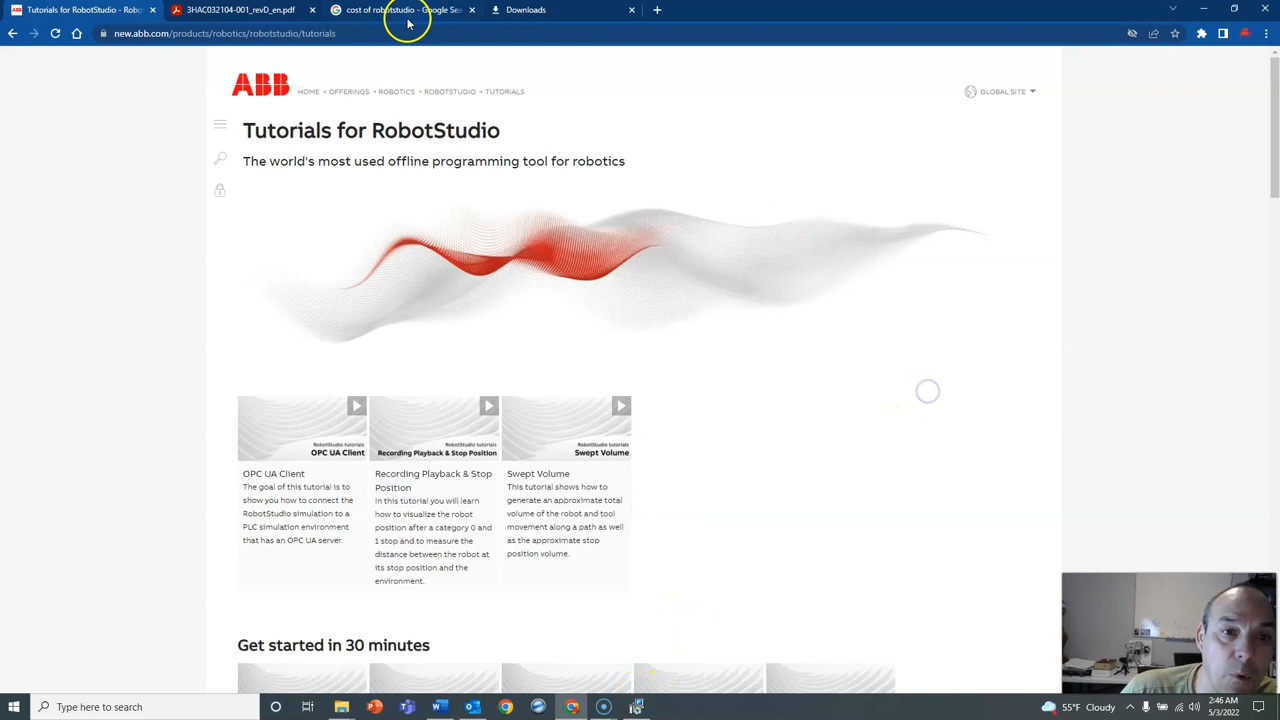 Tutorials for RobotStudio - Rob
3HAC032104-001_revD_en.pdf
cost of robotstudio - Google Sea
Downloads
new.abb.com/products/robotics/robotstudio/tutorials
ABB
HOME + OFFERINGS + ROBOTICS + ROBOTSTUDIO + TUTORIALS
GLOBAL SITE
Tutorials for RobotStudio
The world's most used offline programming tool for robotics
RobotStudio tutorials
OPC UA Client
RobotStudio tutorials
Recording Playback & Stop Position
RobotStudio tutorials
Swept Volume
OPC UA Client
The goal of this tutorial is to
show you how to connect the
RobotStudio simulation to a
PLC simulation environment
that has an OPC UA server.
Recording Playback & Stop
Position
in this tutorial you will learn
how to visualize the robot
position after a category 0 and
1 stop and to measure the
distance between the robot at
its stop position and the
environment.
Swept Volume
This tutorial shows how to
generate an approximate total
volume of the robot and tool
movement along a path as well
as the approximate stop
position volume.
Get started in 30 minutes
Type here to search
55°F Cloudy
2:46 AM
5/3/2022